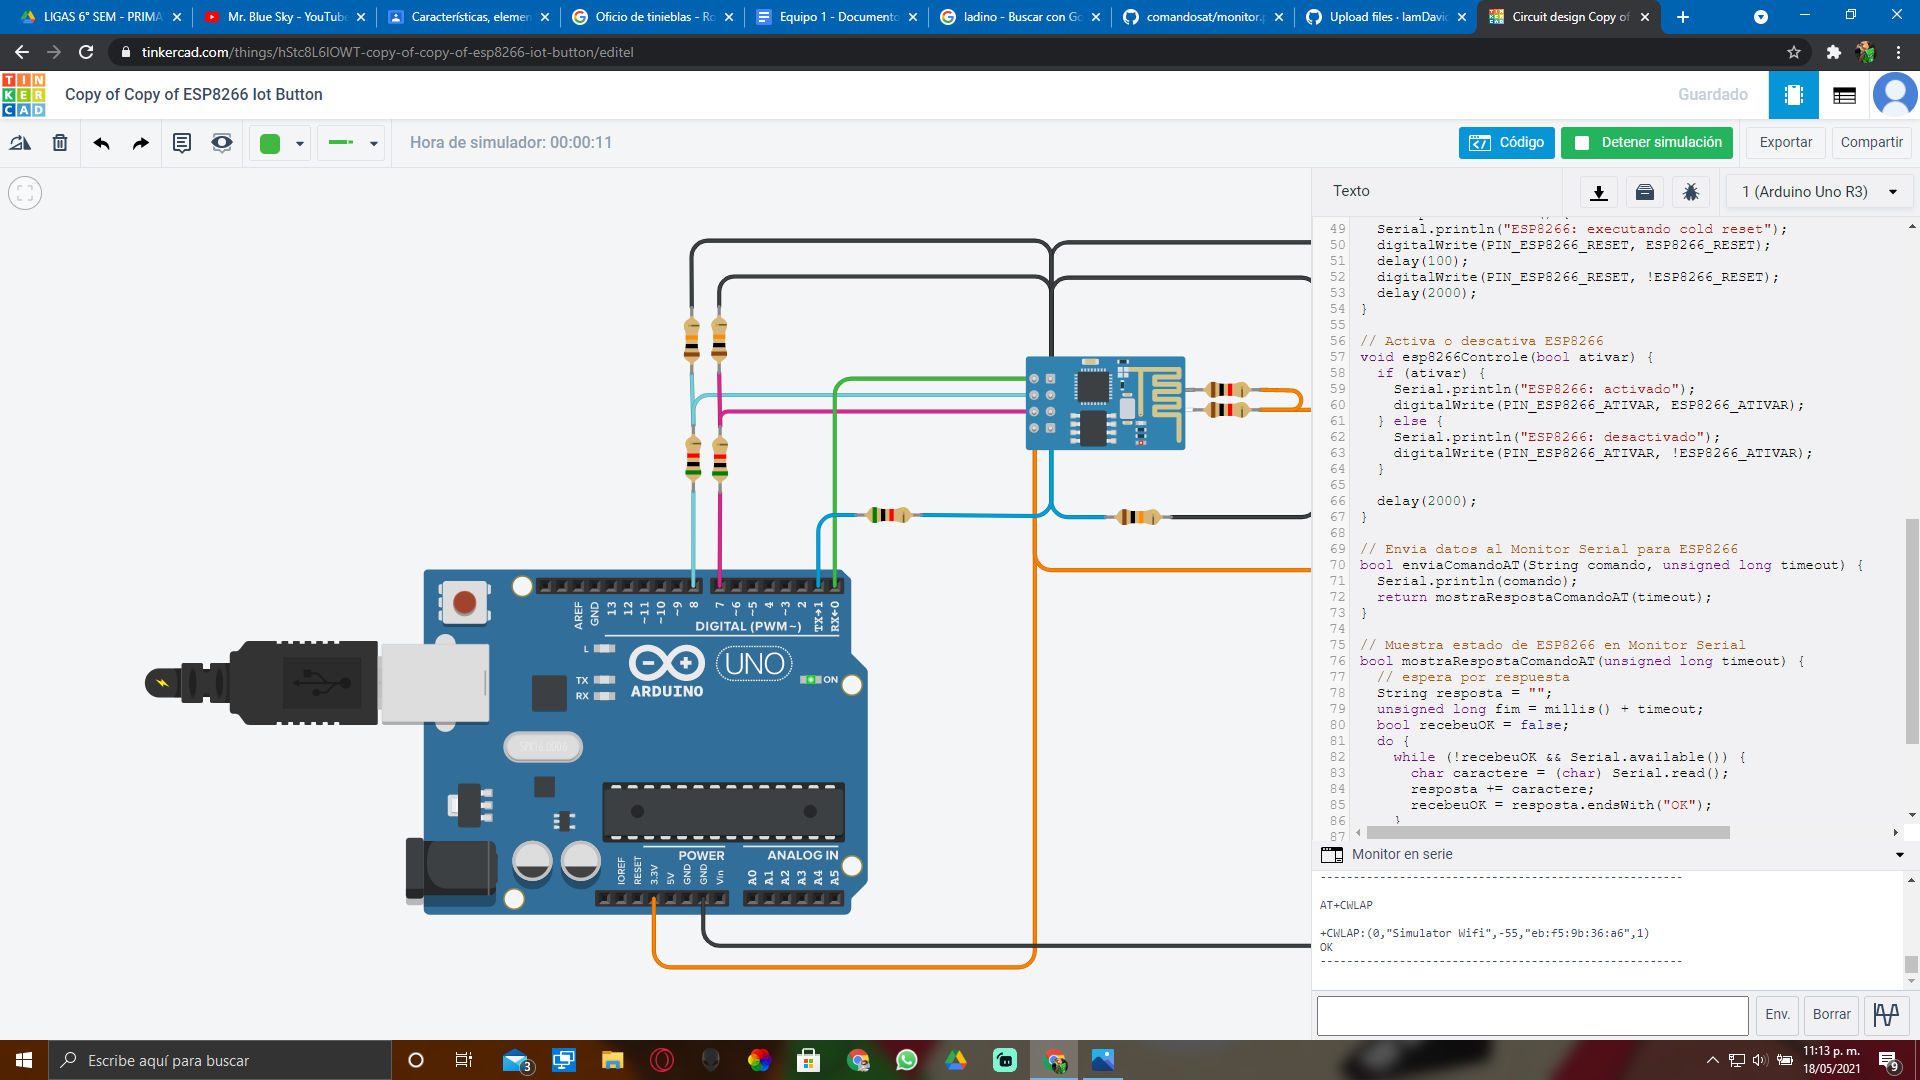 LIGAS 6° SEM - PRIMA
Mr. Blue Sky - YouTube
Características, elemen
Oficio de tinieblas - Ro
Equipo 1 - Documento
ladino - Buscar con Go
comandosat/monitor.
Upload files · IamDavid
Circuit design Copy of
tinkercad.com/things/hStc8L6lOWT-copy-of-copy-of-esp8266-iot-button/editel
TIN
KER
CAD
Copy of Copy of ESP8266 Iot Button
Guardado
Hora de simulador: 00:00:11
Código
Detener simulación
Exportar
Compartir
Texto
1 (Arduino Uno R3)
49 Serial.println("ESP8266: executando cold reset");
50 digitalWrite(PIN_ESP8266_RESET, ESP8266_RESET);
51 delay(100);
52 digitalWrite(PIN_ESP8266_RESET, !ESP8266_RESET);
53 delay(2000);
54 }
55
56 // Activa o descativa ESP8266
57 void esp8266Controle(bool ativar) {
58 if (ativar) {
59 Serial.println("ESP8266: activado");
60 digitalWrite(PIN_ESP8266_ATIVAR, ESP8266_ATIVAR);
61 } else {
62 Serial.println("ESP8266: desactivado");
63 digitalWrite(PIN_ESP8266_ATIVAR, !ESP8266_ATIVAR);
64 }
65
66 delay(2000);
67 }
68
69 // Envia datos al Monitor Serial para ESP8266
70 bool enviaComandoAT(String comando, unsigned long timeout) {
71 Serial.println(comando);
72 return mostraRespostaComandoAT(timeout);
73 }
74
75 // Muestra estado de ESP8266 en Monitor Serial
76 bool mostraRespostaComandoAT(unsigned long timeout) {
77 // espera por respuesta
78 String resposta = "";
79 unsigned long fim = millis() + timeout;
80 bool recebeuOK = false;
81 do {
82 while (!recebeuOK && Serial.available()) {
83 char caractere = (char) Serial.read();
84 resposta += caractere;
85 recebeuOK = resposta.endsWith("OK");
86 }
87
Monitor en serie
------------------------------------------------------
AT+CWLAP
+CWLAP:(0,"Simulator Wifi",-55,"eb:f5:9b:36:a6",1)
OK
------------------------------------------------------
Env.
Borrar
AREF
GND
13
12
~11
~10
~9
8
7
~6
~5
4
~3
2
TX→1
RX←0
DIGITAL (PWM~)
L
TX
RX
UNO
ARDUINO
ON
POWER
ANALOG IN
IOREF
RESET
3.3V
5V
GND
GND
Vin
A0
A1
A2
A3
A4
A5
Escribe aquí para buscar
3
11:13 p. m.
18/05/2021
9